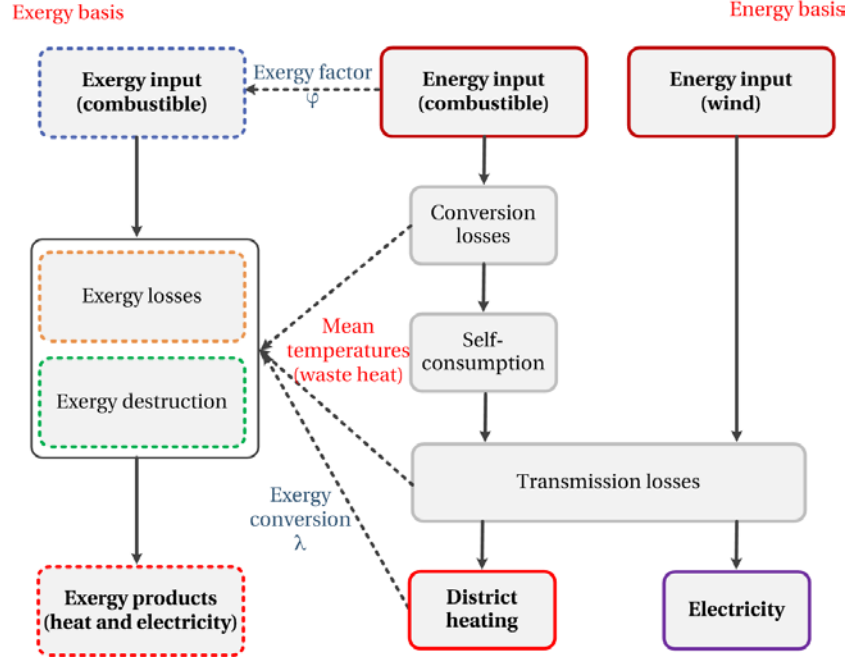 Exergy basis
Energy basis
Exergy input
(combustible)
Exergy factor
φ
Energy input
(combustible)
Energy input
(wind)
Conversion
losses
Exergy losses
Mean
temperatures
(waste heat)
Self-
consumption
Exergy destruction
Transmission losses
Exergy
conversion
λ
Exergy products
(heat and electricity)
District
heating
Electricity